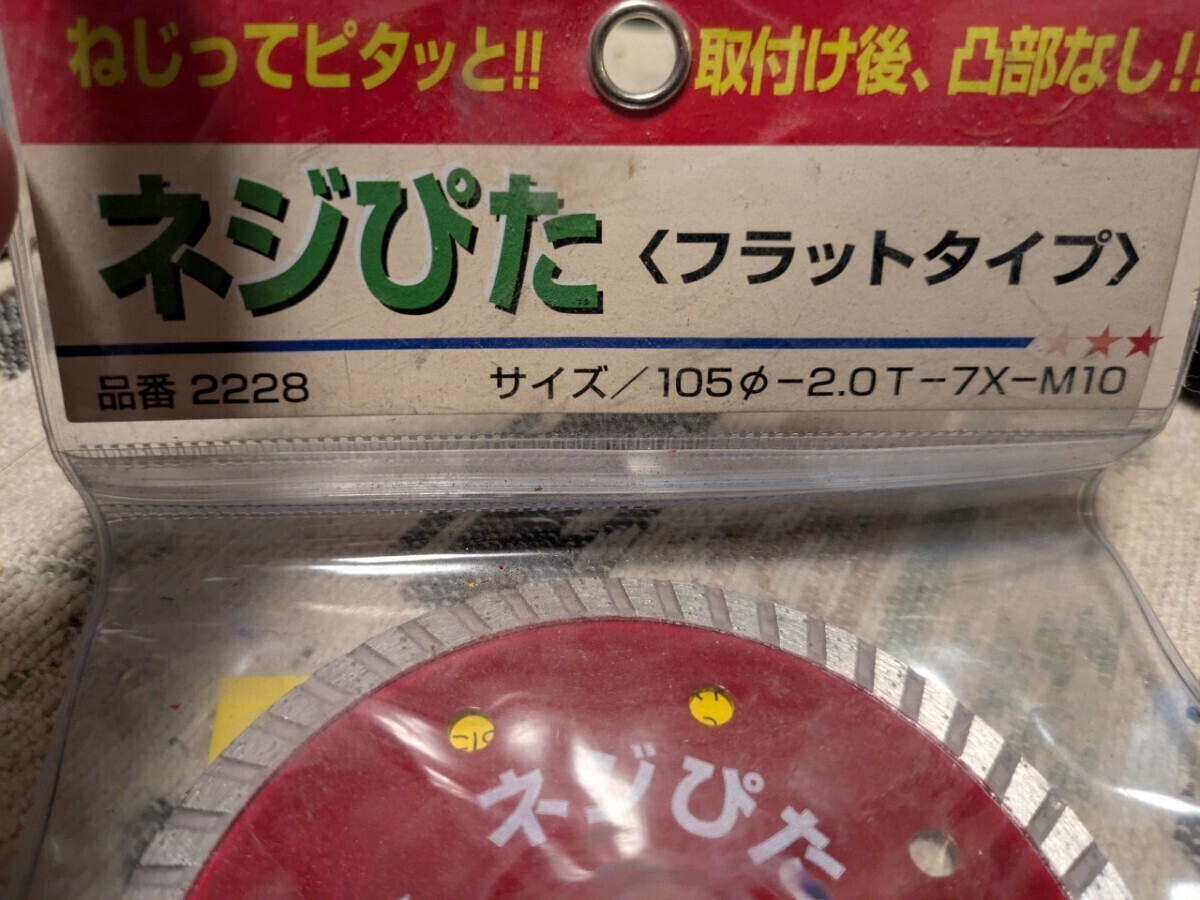 ねじってピタッと!! 取付け後、凸部なし!!
ネジぴた〈フラットタイプ〉
品番 2228 サイズ／105φ－2.0T－7X－M10
ネジぴた